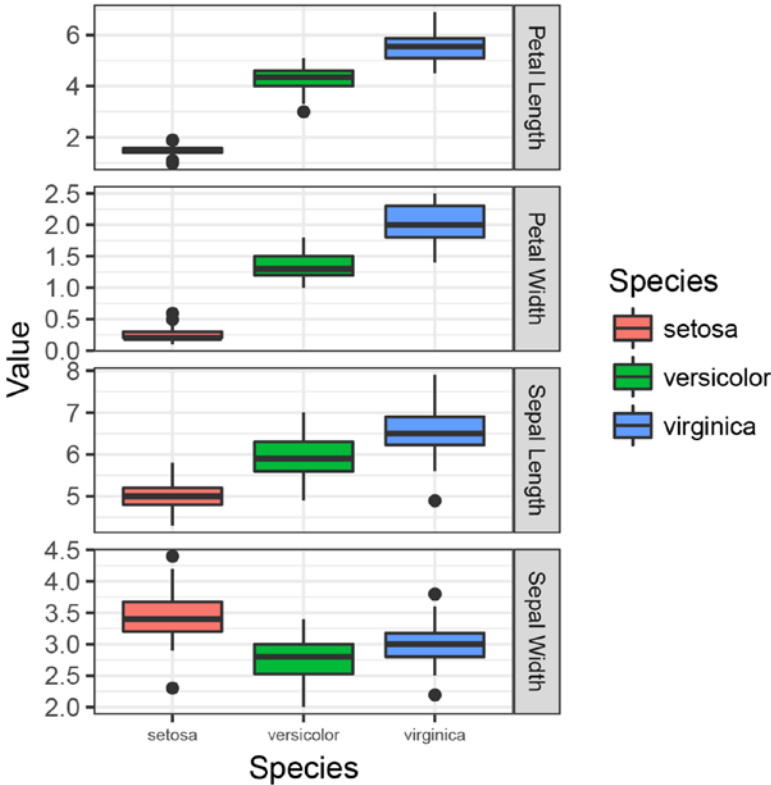 6
4
2
Petal Length
2.5
2.0
1.5
1.0
0.5
0.0
Petal Width
8
7
6
5
Sepal Length
4.5
4.0
3.5
3.0
2.5
2.0
Sepal Width
Value
setosa
versicolor
virginica
Species
Species
setosa
versicolor
virginica